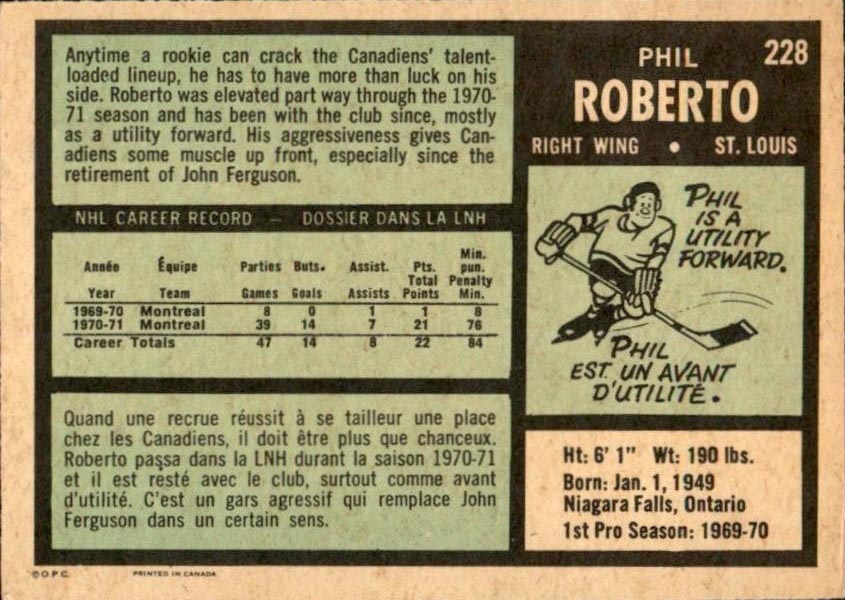 Anytime a rookie can crack the Canadiens' talent-
loaded lineup, he has to have more than luck on his
side. Roberto was elevated part way through the 1970-
71 season and has been with the club since, mostly
as a utility forward. His aggressiveness gives Can-
adiens some muscle up front, especially since the
retirement of John Ferguson.
NHL CAREER RECORD — DOSSIER DANS LA LNH
Année Équipe Parties Buts. Assist. Pts. Total Min. pun. Penalty
Year Team Games Goals Assists Points Min.
1969-70 Montreal 8 0 1 1 8
1970-71 Montreal 39 14 7 21 76
Career Totals 47 14 8 22 84
Quand une recrue réussit à se tailleur une place
chez les Canadiens, il doit être plus que chanceux.
Roberto passa dans la LNH durant la saison 1970-71
et il est resté avec le club, surtout comme avant
d'utilité. C'est un gars agressif qui remplace John
Ferguson dans un certain sens.
228
PHIL
ROBERTO
RIGHT WING • ST. LOUIS
PHIL
IS A
UTILITY
FORWARD.
PHIL
EST UN AVANT
D'UTILITÉ.
Ht: 6' 1" Wt: 190 lbs.
Born: Jan. 1, 1949
Niagara Falls, Ontario
1st Pro Season: 1969-70
© O.P.C. PRINTED IN CANADA